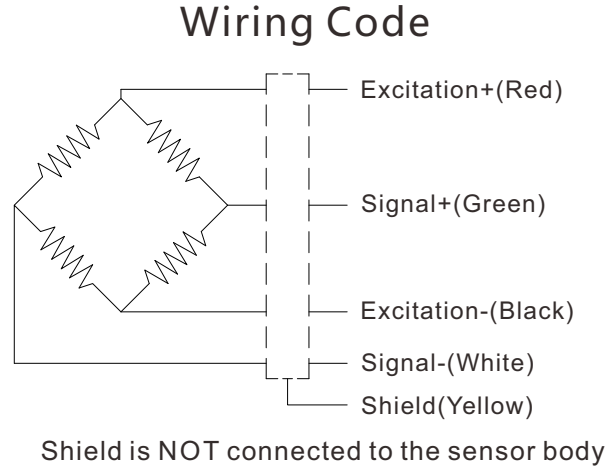 Wiring Code
Excitation+(Red)
Signal+(Green)
Excitation-(Black)
Signal-(White)
Shield(Yellow)
Shield is NOT connected to the sensor body